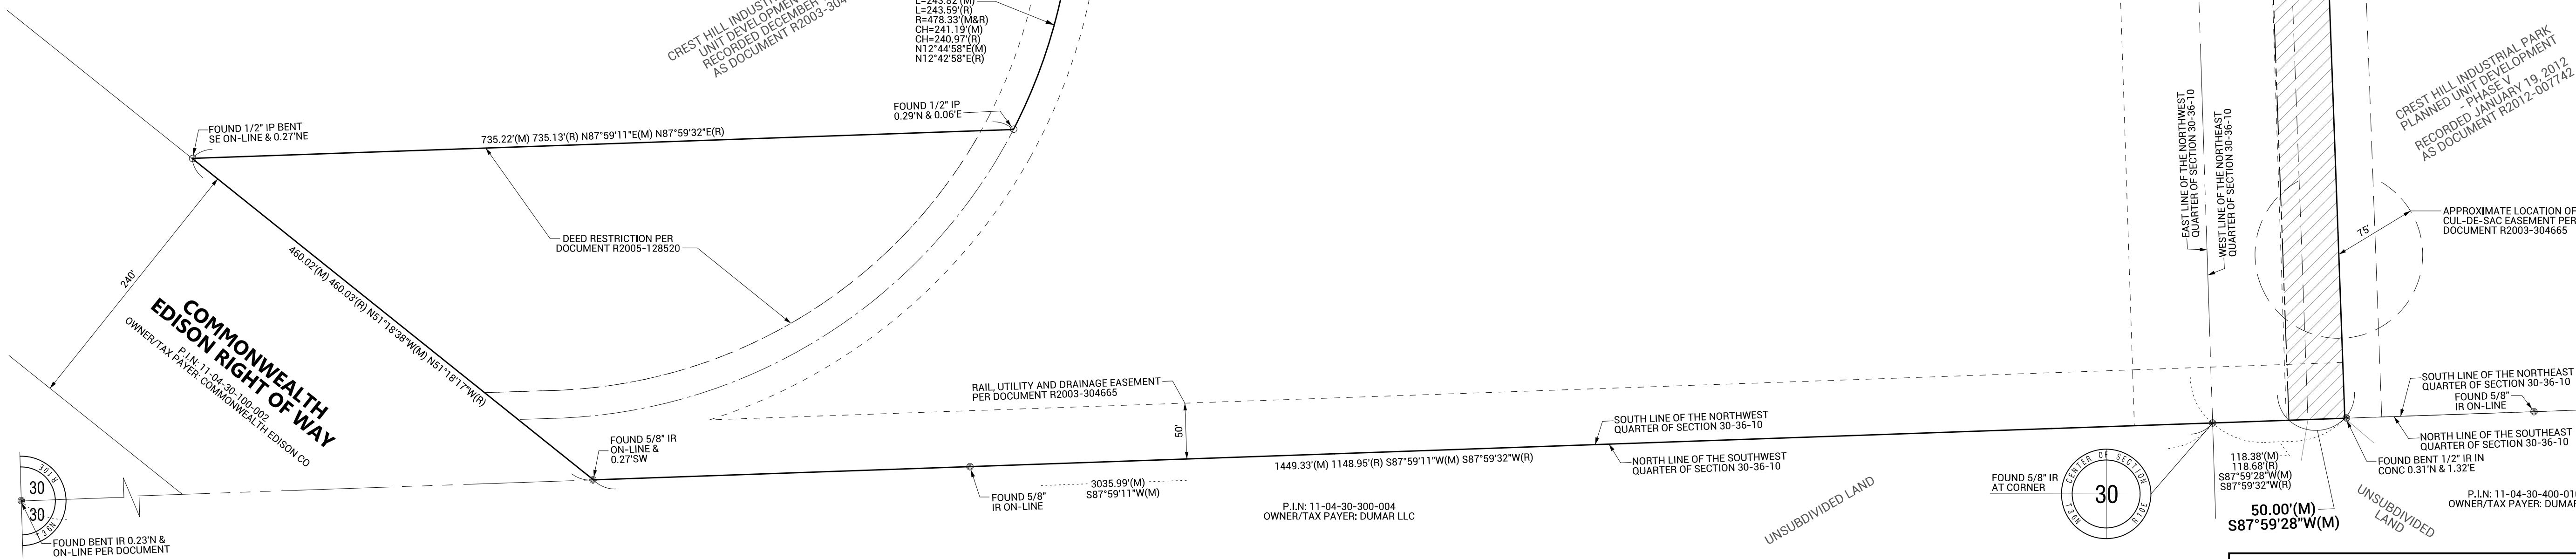 CREST HILL INDUSTRI
UNIT DEVELOPMEN
RECORDED DECEMBER
AS DOCUMENT R2003-304
L=243.82'(M)
L=243.59'(R)
R=478.33'(M&R)
CH=241.19'(M)
CH=240.97'(R)
N12°44'58"E(M)
N12°42'58"E(R)
FOUND 1/2" IP
0.29'N & 0.06'E
FOUND 1/2" IP BENT
SE ON-LINE & 0.27'NE
735.22'(M) 735.13'(R) N87°59'11"E(M) N87°59'32"E(R)
DEED RESTRICTION PER
DOCUMENT R2005-128520
240'
460.02'(M) 460.03'(R) N51°18'38"W(M) N51°18'17"W(R)
COMMONWEALTH
EDISON RIGHT OF WAY
P.I.N: 11-04-30-100-002
OWNER/TAX PAYER: COMMONWEALTH EDISON CO
R10E
30
30
T36N
FOUND BENT IR 0.23'N &
ON-LINE PER DOCUMENT
FOUND 5/8" IR
ON-LINE &
0.27'SW
RAIL, UTILITY AND DRAINAGE EASEMENT
PER DOCUMENT R2003-304665
50'
FOUND 5/8"
IR ON-LINE
3035.99'(M)
S87°59'11"W(M)
1449.33'(M) 1148.95'(R) S87°59'11"W(M) S87°59'32"W(R)
P.I.N: 11-04-30-300-004
OWNER/TAX PAYER: DUMAR LLC
SOUTH LINE OF THE NORTHWEST
QUARTER OF SECTION 30-36-10
NORTH LINE OF THE SOUTHWEST
QUARTER OF SECTION 30-36-10
UNSUBDIVIDED LAND
EAST LINE OF THE NORTHWEST
QUARTER OF SECTION 30-36-10
WEST LINE OF THE NORTHEAST
QUARTER OF SECTION 30-36-10
CREST HILL INDUSTRIAL PARK
PLANNED UNIT DEVELOPMENT
- PHASE V
RECORDED JANUARY 19, 2012
AS DOCUMENT R2012-007742
75'
APPROXIMATE LOCATION OF
CUL-DE-SAC EASEMENT PER
DOCUMENT R2003-304665
SOUTH LINE OF THE NORTHEAST
QUARTER OF SECTION 30-36-10
FOUND 5/8"
IR ON-LINE
NORTH LINE OF THE SOUTHEAST
QUARTER OF SECTION 30-36-10
FOUND BENT 1/2" IR IN
CONC 0.31'N & 1.32'E
FOUND 5/8" IR
AT CORNER
CENTER OF SECTION
30
T36N
R10E
118.38'(M)
118.68'(R)
S87°59'28"W(M)
S87°59'32"W(R)
50.00'(M)
S87°59'28"W(M)
UNSUBDIVIDED
LAND
P.I.N: 11-04-30-400-01
OWNER/TAX PAYER: DUMAR